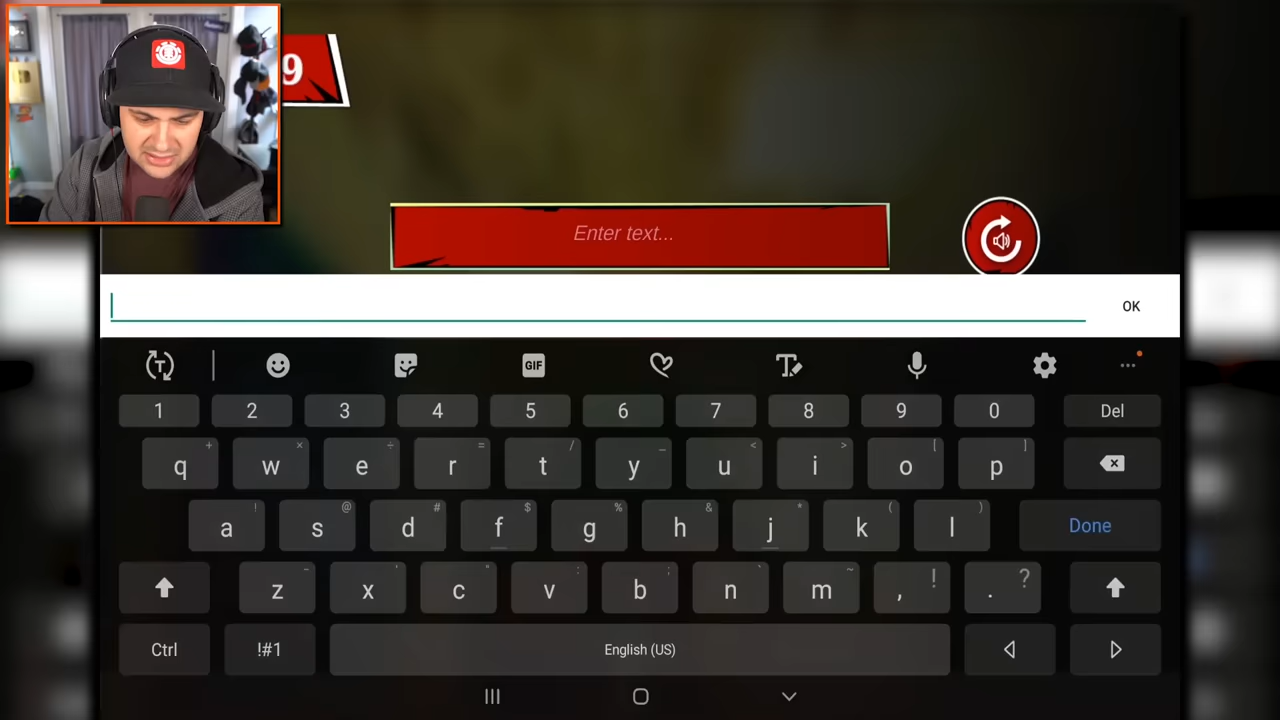 9
Enter text...
OK
T GIF T
1 2 3 4 5 6 7 8 9 0 Del
+ × ÷ = / _ < > [ ]
q w e r t y u i o p
! @ # $ % & * ( )
a s d f g h j k l Done
- ' " : ; ` ~ ! ?
z x c v b n m , .
Ctrl !#1 English (US)